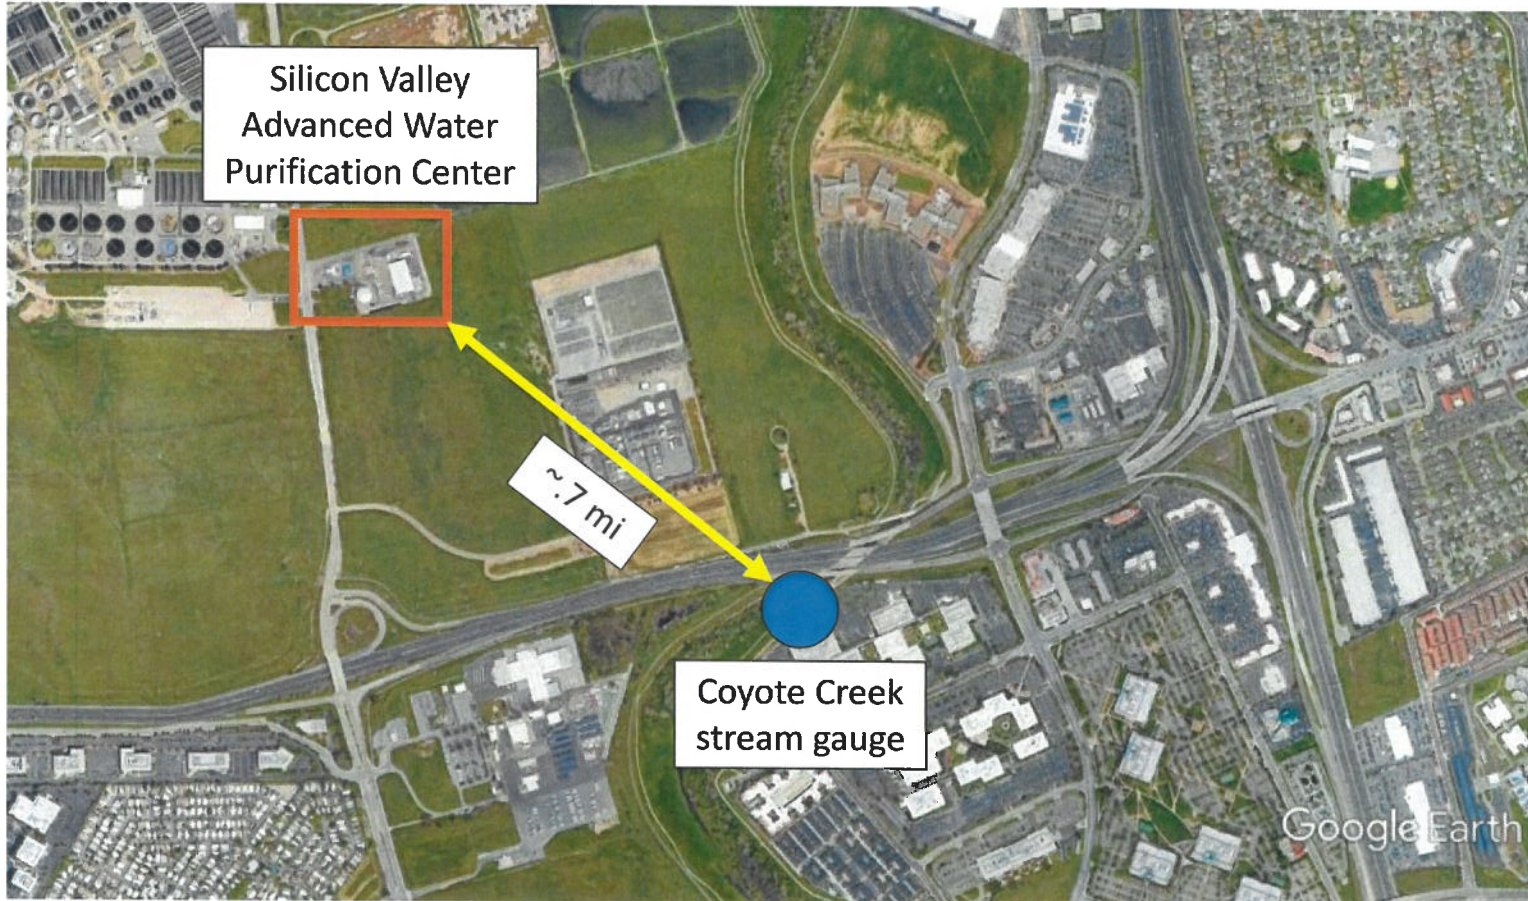 Silicon Valley
Advanced Water
Purification Center
~.7 mi
Coyote Creek
stream gauge
Google Earth